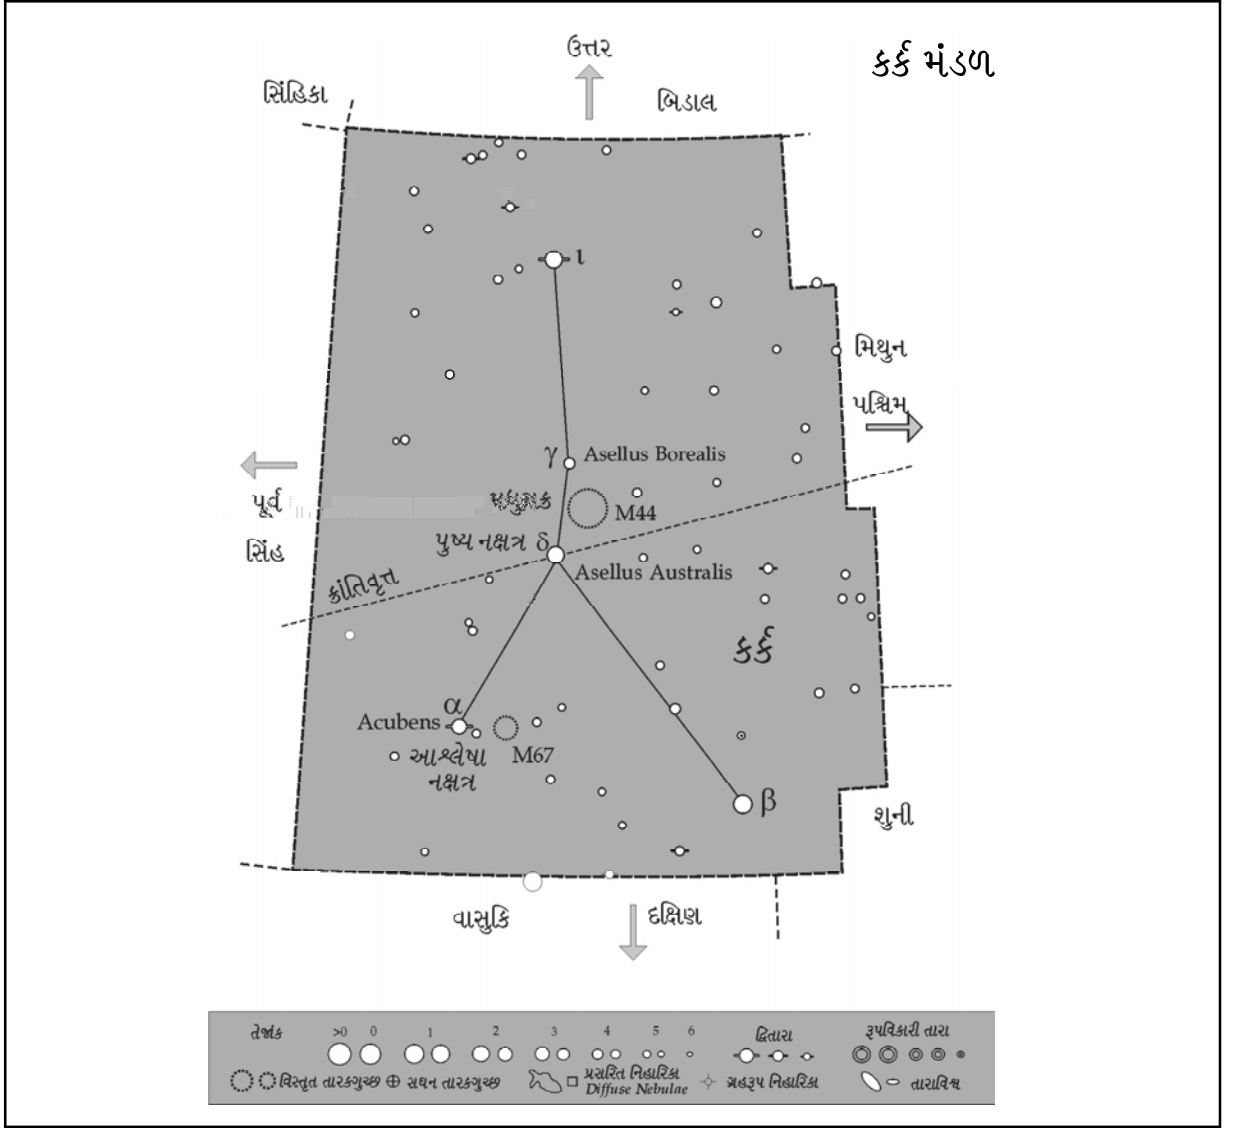 ઉત્તર
કર્ક મંડળ
સિંહિકા
બિડાલ
ι
મિથુન
પશ્ચિમ
γ Asellus Borealis
પૂર્વ
M44
સિંહ
પુષ્ય નક્ષત્ર δ
Asellus Australis
ક્રાંતિવૃત્ત
કર્ક
α
Acubens
M67
આશ્લેષા
નક્ષત્ર
β
શુની
વાસુકિ
દક્ષિણ
તેજાંક >0 0 1 2 3 4 5 6 દ્વિતારા રૂપવિકારી તારા
વિસ્તૃત તારકગુચ્છ સઘન તારકગુચ્છ પ્રસરિત નિહારિકા ગ્રહરૂપ નિહારિકા તારાવિશ્વ
Diffuse Nebulae